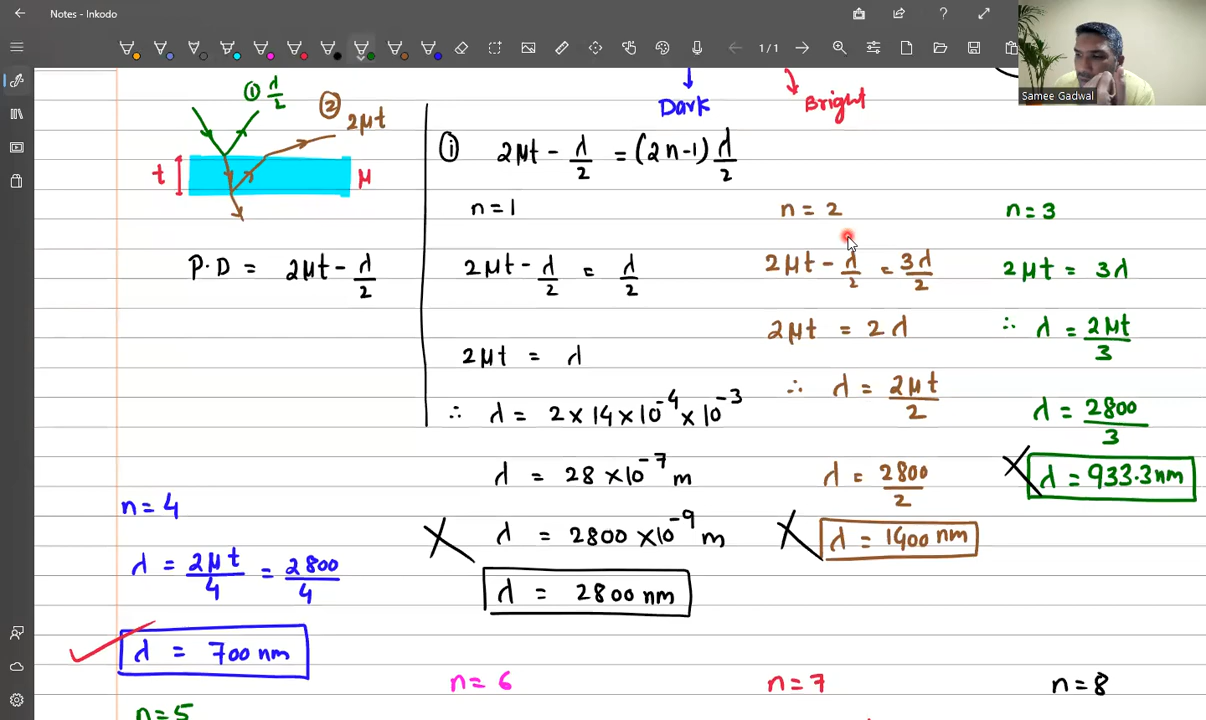 Notes - Inkodo
1/1
Samee Gadwal
Dark
Bright
① λ/2
② 2μt
t
μ
P.D = 2μt - λ/2
ⓘ 2μt - λ/2 = (2n-1) λ/2
n = 1
2μt - λ/2 = λ/2
2μt = λ
∴ λ = 2 × 14 × 10⁻⁴ × 10⁻³
λ = 28 × 10⁻⁷ m
λ = 2800 × 10⁻⁹ m
λ = 2800 nm
n = 2
2μt - λ/2 = 3λ/2
2μt = 2λ
∴ λ = 2μt/2
λ = 2800/2
λ = 1400 nm
n = 3
2μt = 3λ
∴ λ = 2μt/3
λ = 2800/3
λ = 933.3 nm
n = 4
λ = 2μt/4 = 2800/4
λ = 700 nm
n = 5
n = 6
n = 7
n = 8